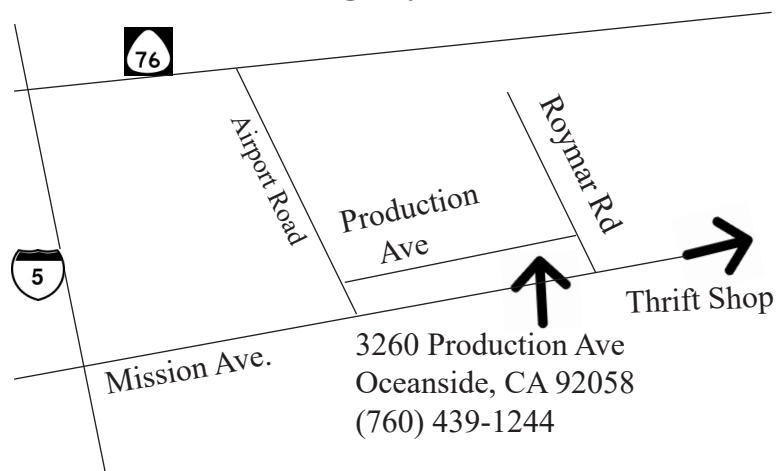 76
Airport Road
Roymar Rd
Production
Ave
5
Thrift Shop
Mission Ave.
3260 Production Ave
Oceanside, CA 92058
(760) 439-1244